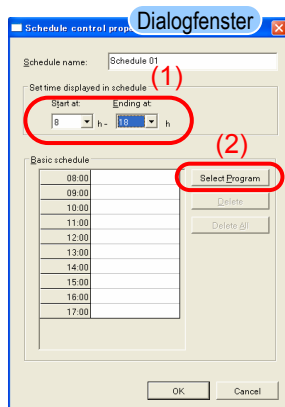 Schedule control prope
Dialogfenster
Schedule name: Schedule 01
(1)
Set time displayed in schedule
Start at: Ending at:
8 h - 18 h
(2)
Basic schedule
08:00 Select Program
09:00 Delete
10:00
11:00 Delete All
12:00
13:00
14:00
15:00
16:00
17:00
OK Cancel